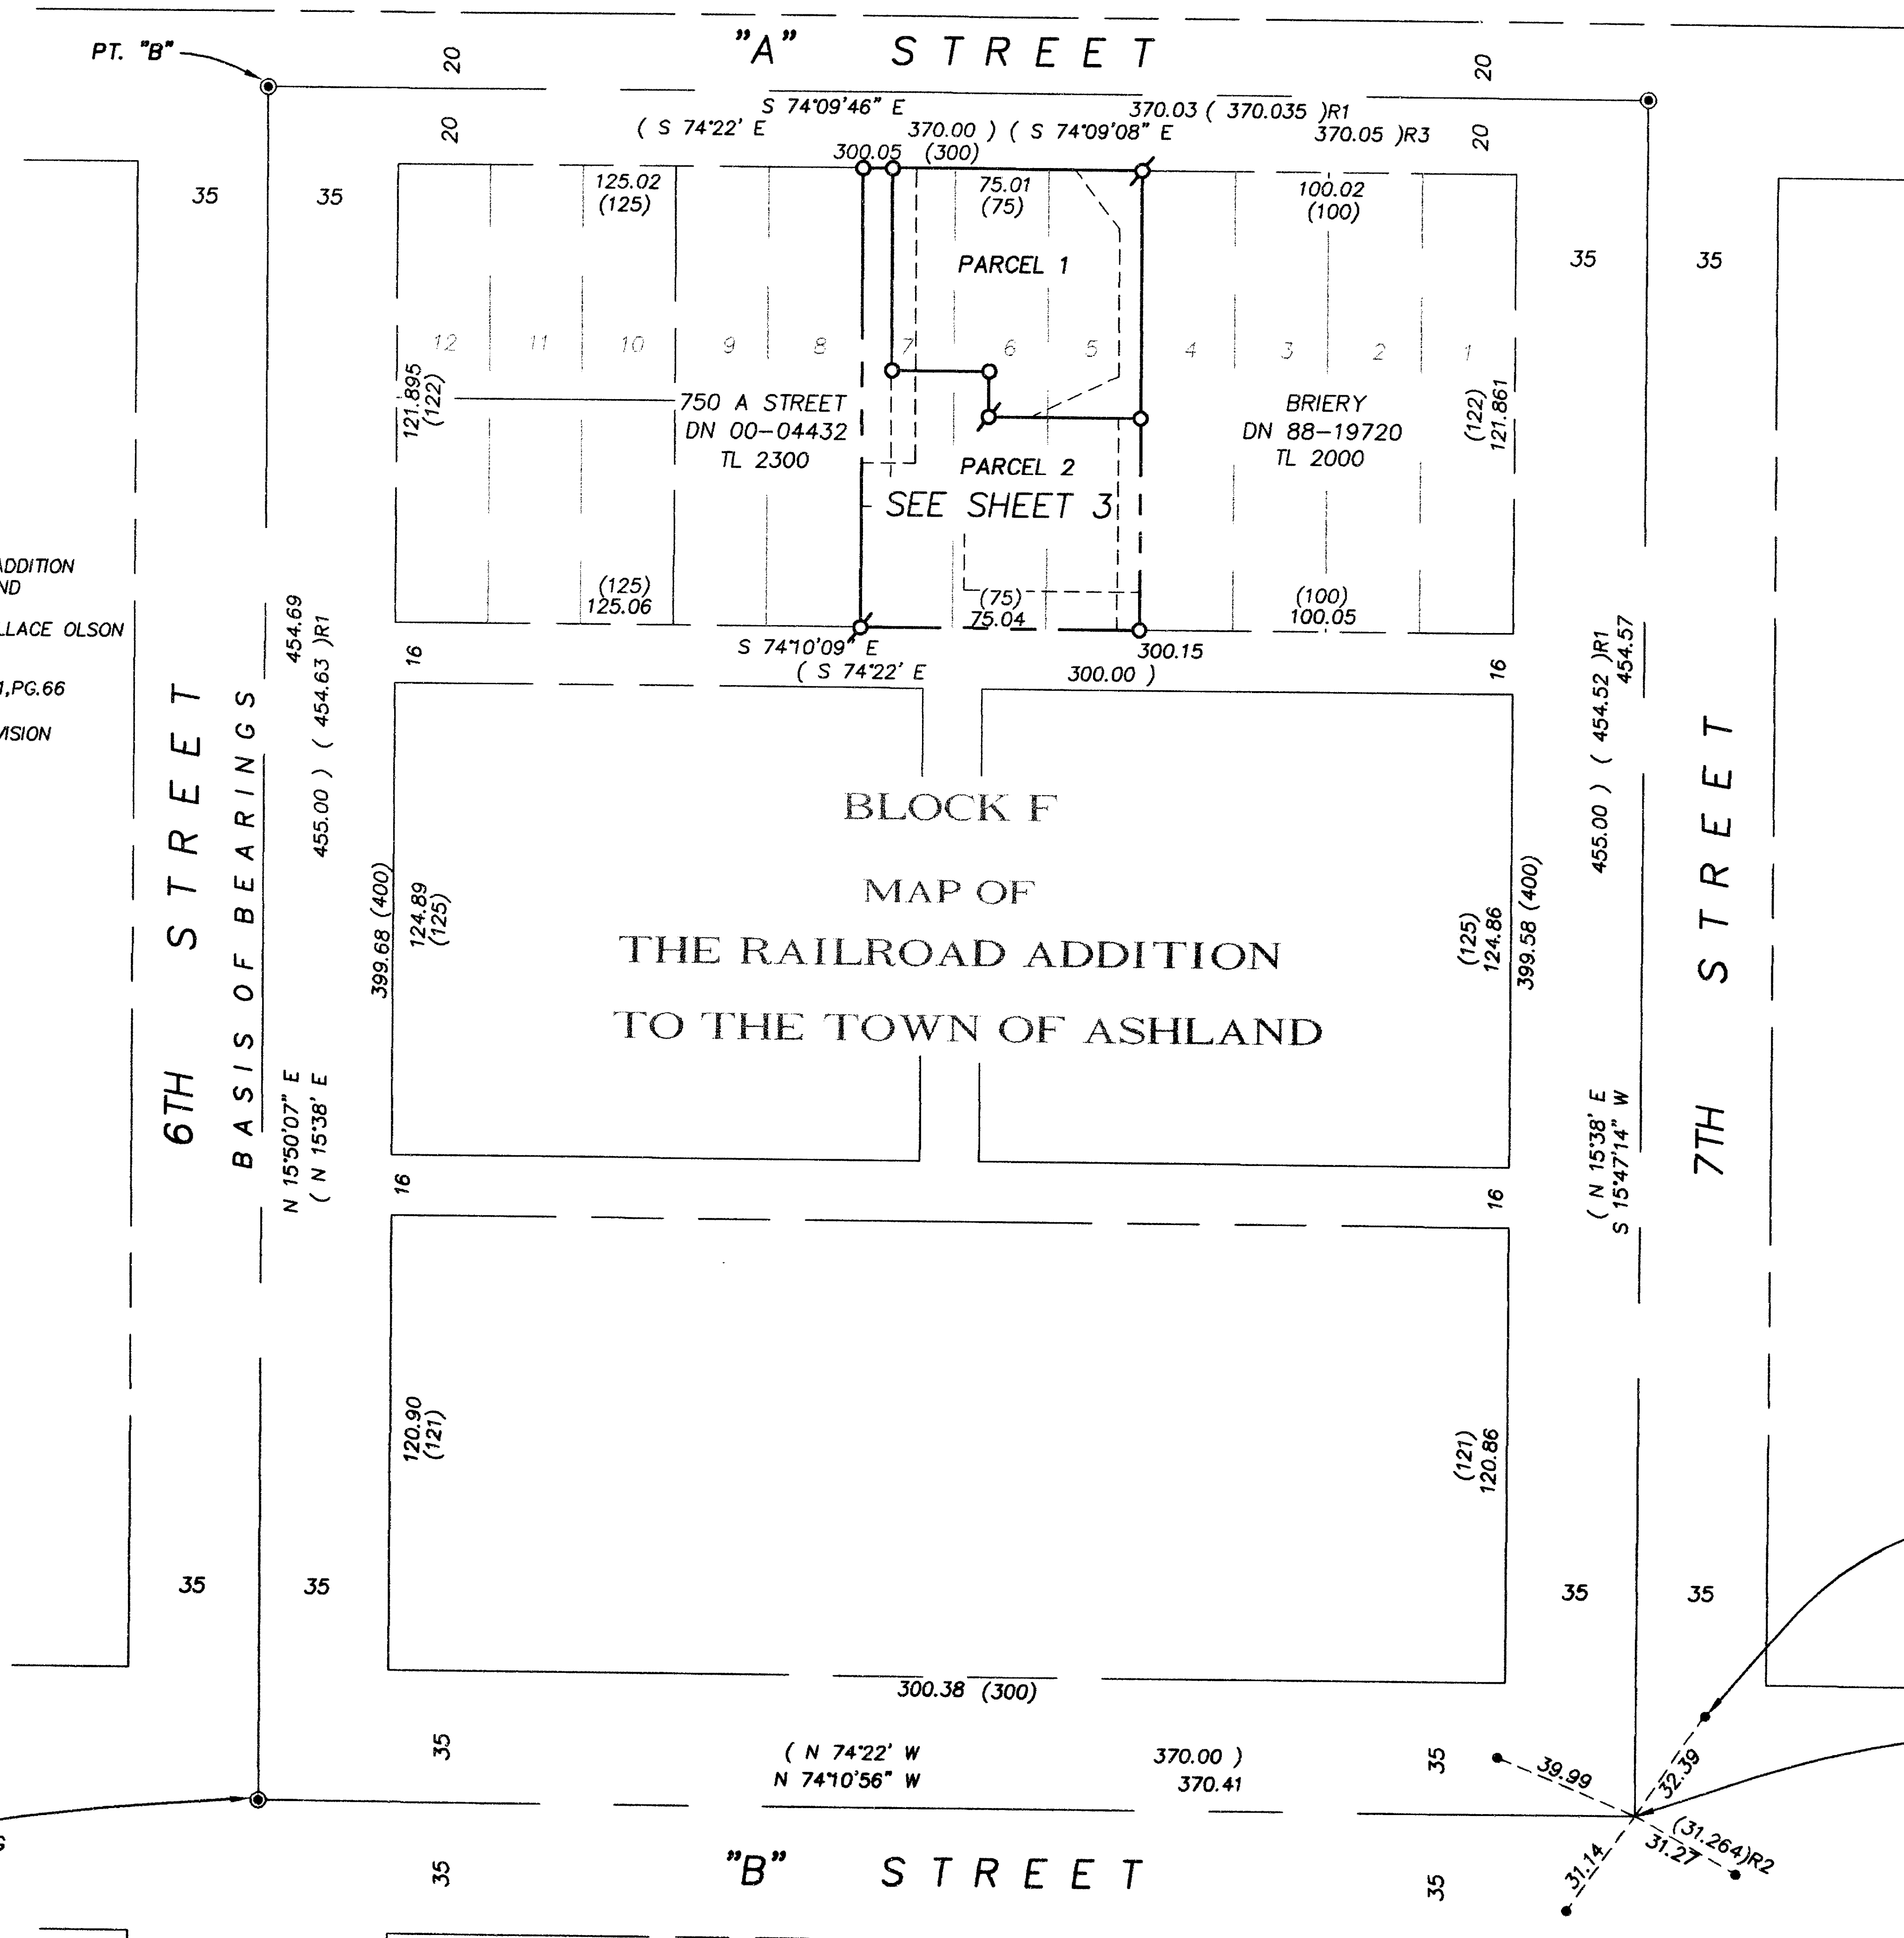 "A" STREET
PT. "B"
20
20
S 74°09'46" E
370.03 ( 370.035 )R1
( S 74°22' E
370.00 ) ( S 74°09'08" E
370.05 )R3
20
20
300.05 (300)
35
35
125.02
(125)
75.01
(75)
100.02
(100)
35
35
PARCEL 1
12
11
10
9
8
7
6
5
4
3
2
1
121.895
(122)
750 A STREET
DN 00-04432
TL 2300
BRIERY
DN 88-19720
TL 2000
(122)
121.861
PARCEL 2
SEE SHEET 3
ADDITION
ND
LLACE OLSON
1,PG.66
VISION
(125)
125.06
(75)
75.04
(100)
100.05
S 74°10'09" E
300.15
( S 74°22' E
300.00 )
16
16
6TH STREET
BASIS OF BEARINGS
454.69
455.00 ) ( 454.63 )R1
N 15°50'07" E
( N 15°38' E
399.68 (400)
124.89
(125)
BLOCK F
MAP OF
THE RAILROAD ADDITION
TO THE TOWN OF ASHLAND
(125)
124.86
399.58 (400)
455.00 ) ( 454.52 )R1
454.57
( N 15°38' E
S 15°47'14" W
7TH STREET
16
16
120.90
(121)
(121)
120.86
35
35
35
35
300.38 (300)
35
( N 74°22' W
370.00 )
N 74°10'56" W
370.41
35
39.99
32.39
(31.264)R2
31.27
31.14
G
35
"B" STREET
35